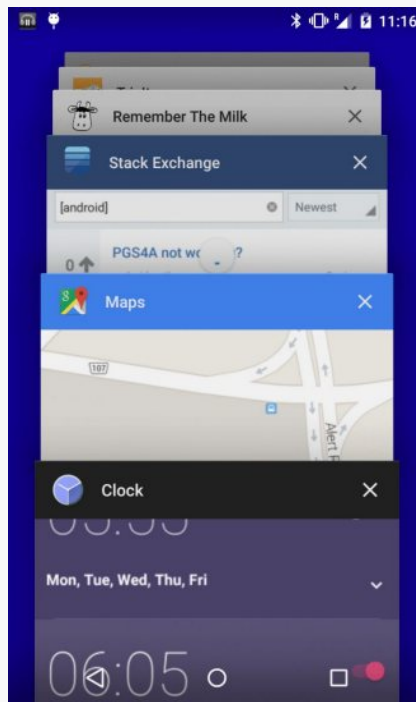 11:16
Remember The Milk
Stack Exchange
[android]
Newest
0
PGS4A not
Maps
107
Alert
Clock
Mon, Tue, Wed, Thu, Fri
06:05